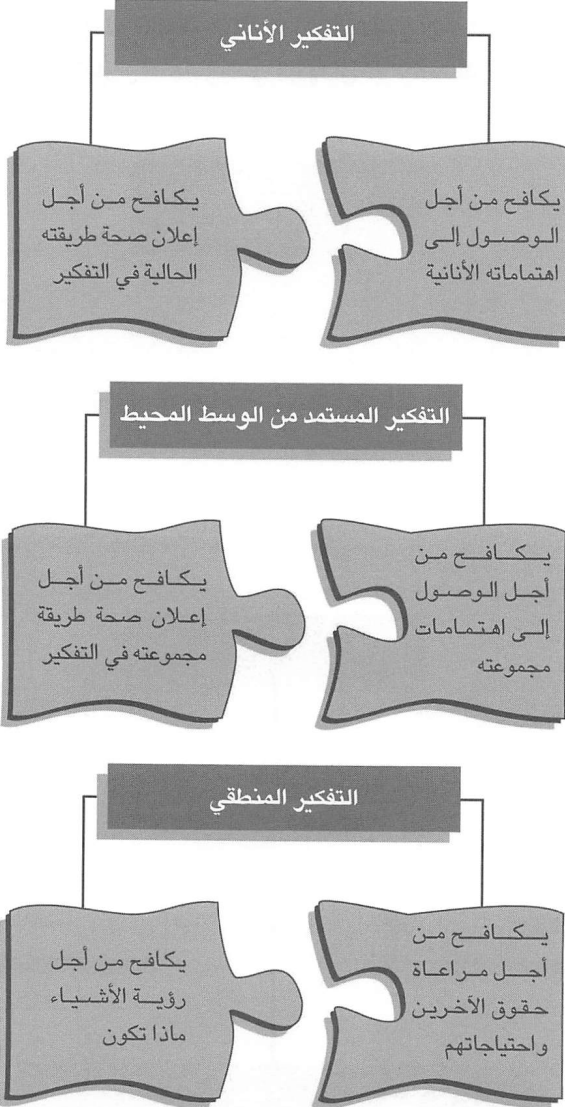 التفكير الأناني
يكافح من أجل
الوصول إلى
اهتماماته الأنانية
يكافح من أجل
إعلان صحة طريقته
الحالية في التفكير
التفكير المستمد من الوسط المحيط
يكافح من
أجل الوصول
إلى اهتمامات
مجموعته
يكافح من أجل
إعلان صحة طريقة
مجموعته في التفكير
التفكير المنطقي
يكافح من
أجل مراعاة
حقوق الآخرين
واحتياجاتهم
يكافح من أجل
رؤية الأشياء
ماذا تكون